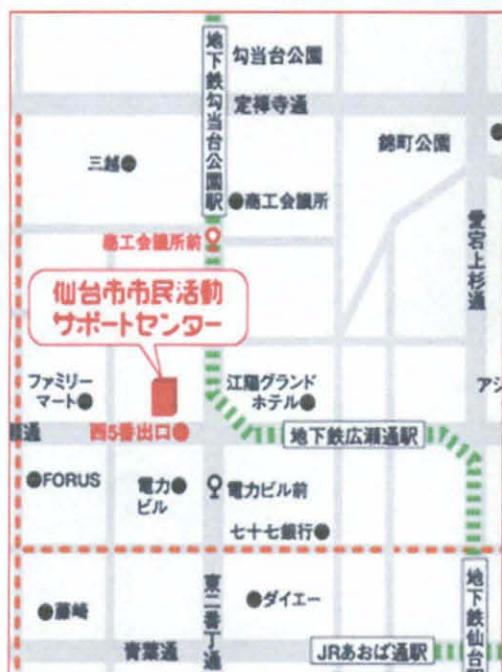 地下鉄勾当台公園駅
勾当台公園
定禅寺通
錦町公園
三越
商工会議所
愛宕上杉通
商工会議所前
仙台市市民活動
サポートセンター
ファミリー
マート
江陽グランド
ホテル
西5番出口
地下鉄広瀬通駅
FORUS
電力
ビル
電力ビル前
七十七銀行
東二番丁通
地下鉄仙台
藤崎
ダイエー
青葉通
JRあおば通駅